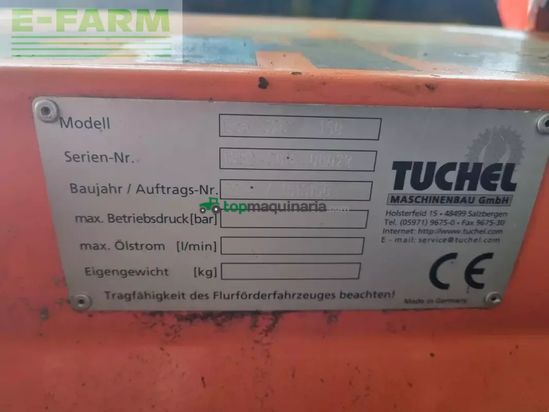 E-FARM
Modell
Serien-Nr.
Baujahr / Auftrags-Nr.
max. Betriebsdruck [bar]
max. Ölstrom [l/min]
Eigengewicht [kg]
Tragfähigkeit des Flurförderfahrzeuges beachten!
topmaquinaria.com
TUCHEL
MASCHINENBAU GmbH
Holsterfeld 15 • 48499 Salzbergen
Tel. (05971) 9675-0 • Fax 9675-30
Internet: http://www.tuchel.com
E-mail: service@tuchel.com
CE
Made in Germany